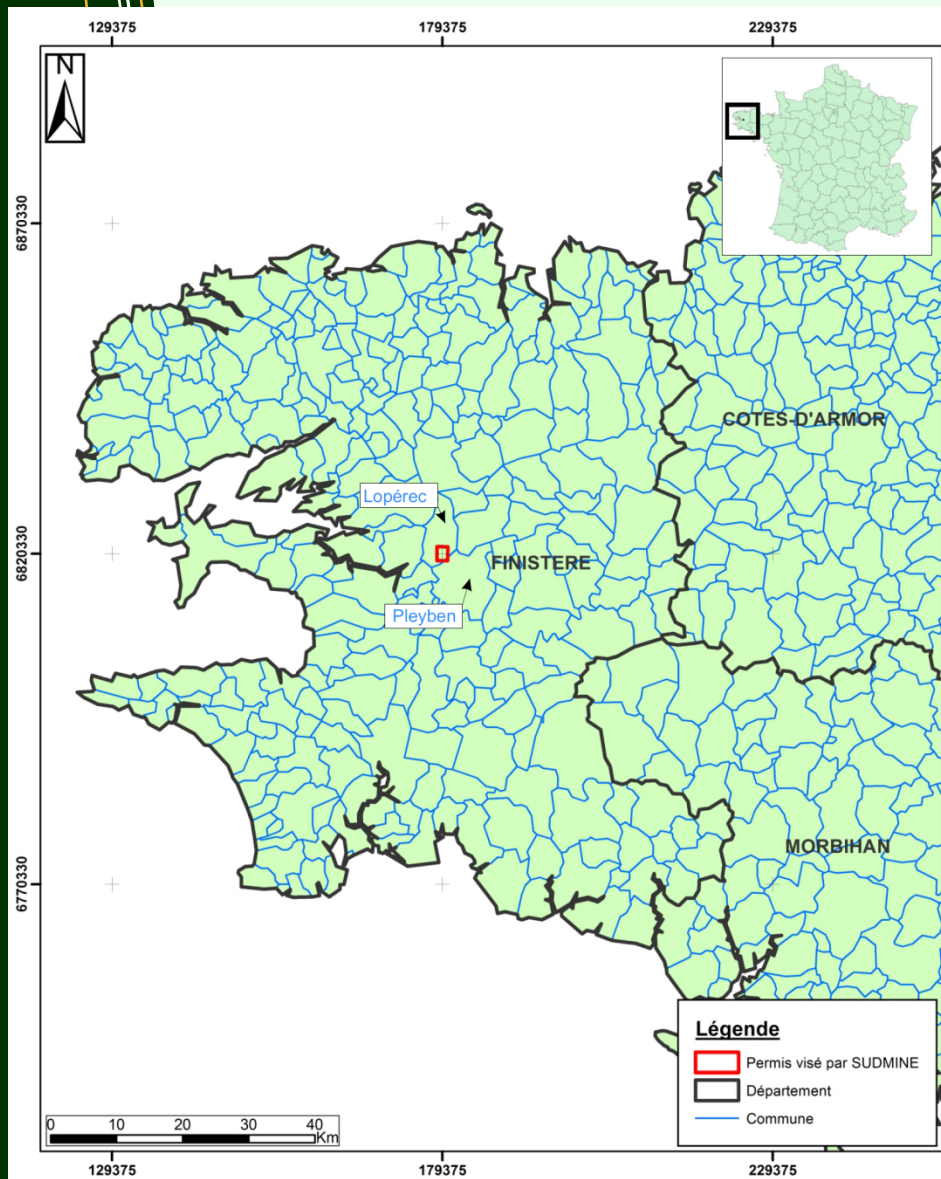 129375 179375 229375
N
6870330
COTES-D'ARMOR
Lopérec
6820330
FINISTERE
Pleyben
MORBIHAN
6770330
Légende
Permis visé par SUDMINE
Département
Commune
0 10 20 30 40
Km
129375 179375 229375